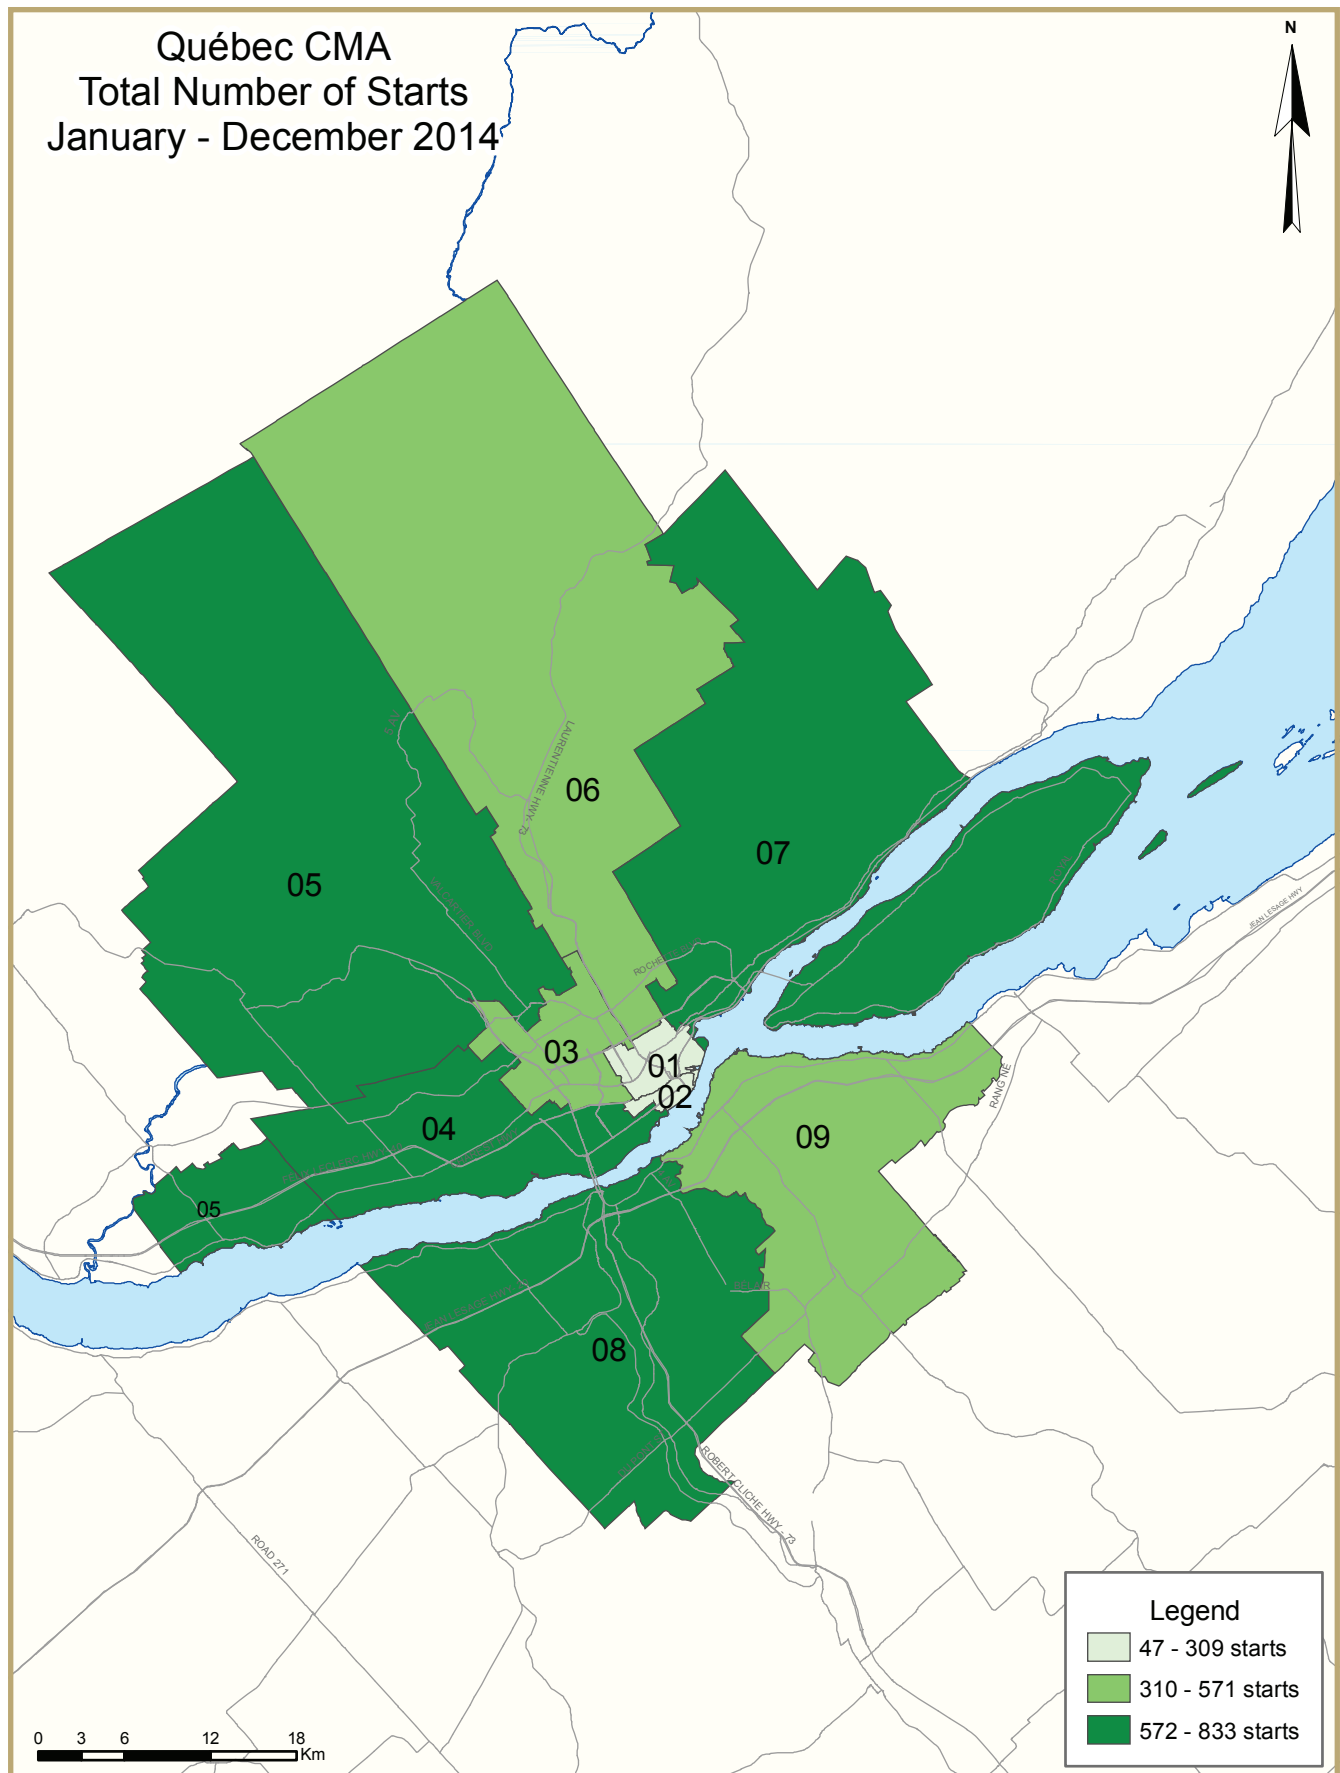 Québec CMA
Total Number of Starts
January - December 2014
N
LAURENTIENNE HWY-73
06
07
05
JEAN LESAGE HWY
03
01
02
RANG NE
04
09
05
08
ROBERT CLICHE HWY - 73
ROAD 271
Legend
47 - 309 starts
310 - 571 starts
572 - 833 starts
0 3 6 12 18
Km